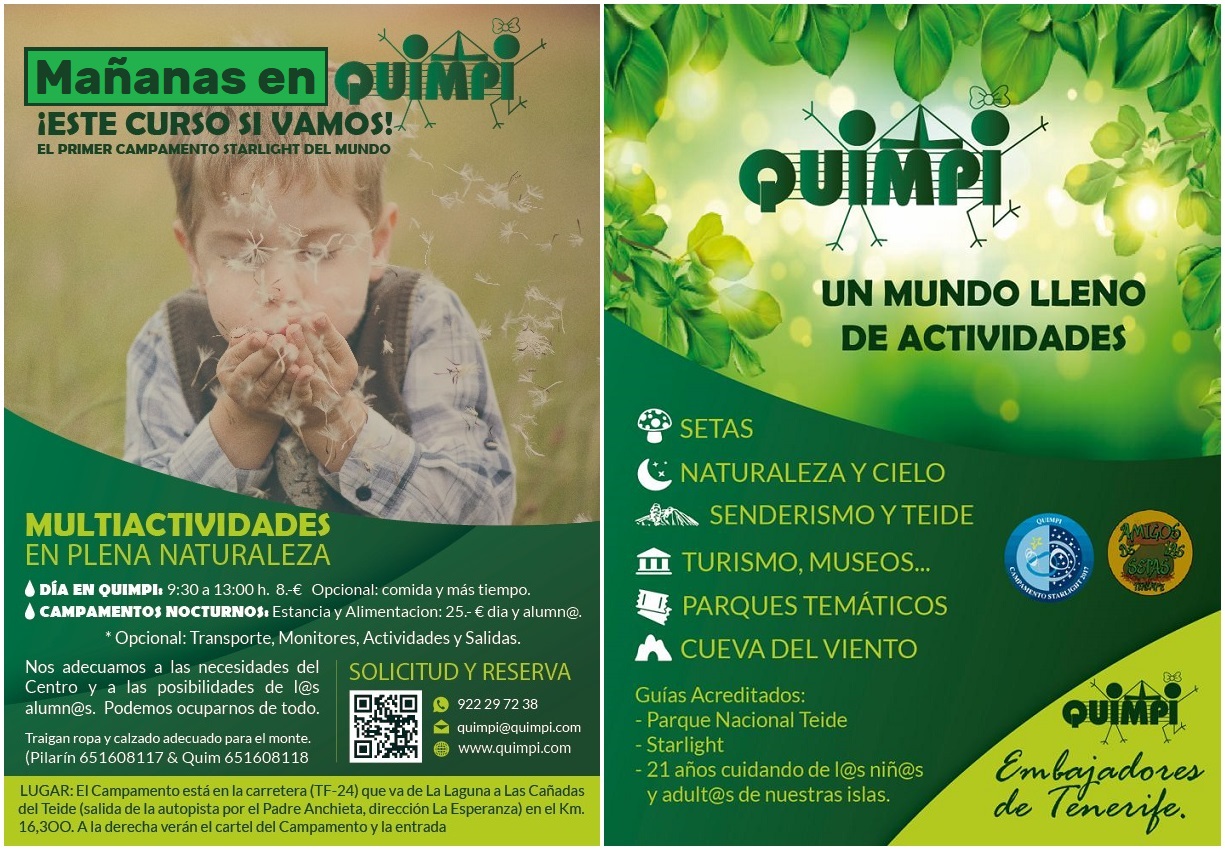 Mañanas en QUIMPI
¡ESTE CURSO SI VAMOS!
EL PRIMER CAMPAMENTO STARLIGHT DEL MUNDO
MULTIACTIVIDADES
EN PLENA NATURALEZA
DÍA EN QUIMPI: 9:30 a 13:00 h. 8.-€ Opcional: comida y más tiempo.
CAMPAMENTOS NOCTURNOS: Estancia y Alimentacion: 25.- € dia y alumn@.
* Opcional: Transporte, Monitores, Actividades y Salidas.
Nos adecuamos a las necesidades del
Centro y a las posibilidades de l@s
alumn@s. Podemos ocuparnos de todo.
Traigan ropa y calzado adecuado para el monte.
(Pilarín 651608117 & Quim 651608118
SOLICITUD Y RESERVA
922 29 72 38
quimpi@quimpi.com
www.quimpi.com
LUGAR: El Campamento está en la carretera (TF-24) que va de La Laguna a Las Cañadas
del Teide (salida de la autopista por el Padre Anchieta, dirección La Esperanza) en el Km.
16,3OO. A la derecha verán el cartel del Campamento y la entrada
QUIMPI
UN MUNDO LLENO
DE ACTIVIDADES
SETAS
NATURALEZA Y CIELO
SENDERISMO Y TEIDE
TURISMO, MUSEOS...
PARQUES TEMÁTICOS
CUEVA DEL VIENTO
QUIMPI
CAMPAMENTO STARLIGHT 2017
AMIGOS
DE LAS
SETAS
Guías Acreditados:
- Parque Nacional Teide
- Starlight
- 21 años cuidando de l@s niñ@s
y adult@s de nuestras islas.
QUIMPI
Embajadores
de Tenerife.